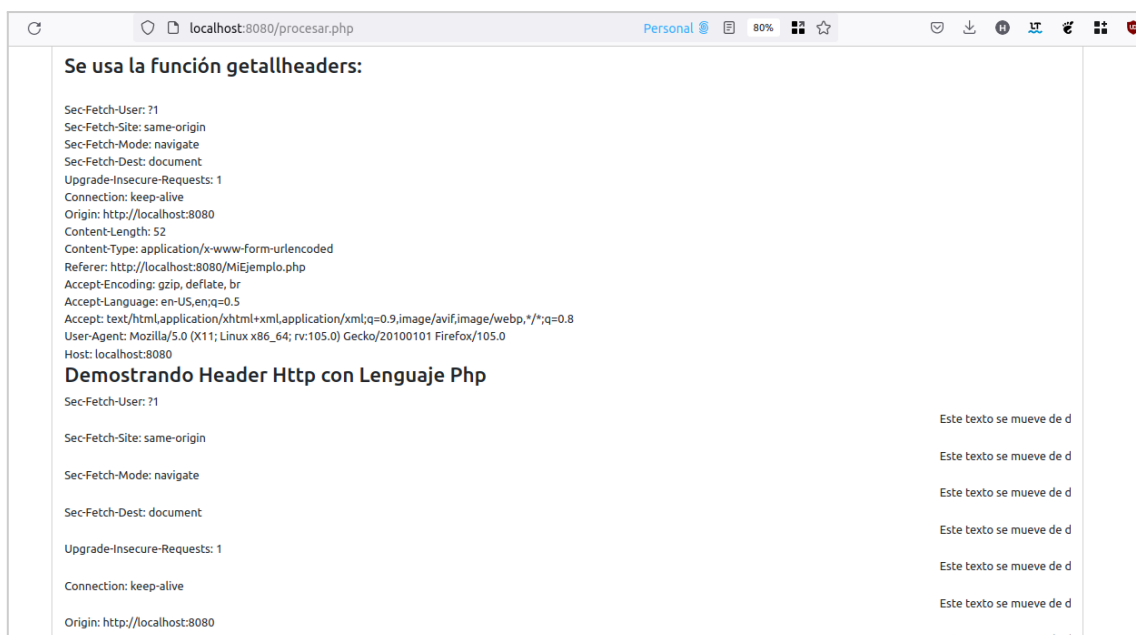 localhost:8080/procesar.php Personal 80%
Se usa la función getallheaders:
Sec-Fetch-User: ?1
Sec-Fetch-Site: same-origin
Sec-Fetch-Mode: navigate
Sec-Fetch-Dest: document
Upgrade-Insecure-Requests: 1
Connection: keep-alive
Origin: http://localhost:8080
Content-Length: 52
Content-Type: application/x-www-form-urlencoded
Referer: http://localhost:8080/MiEjemplo.php
Accept-Encoding: gzip, deflate, br
Accept-Language: en-US,en;q=0.5
Accept: text/html,application/xhtml+xml,application/xml;q=0.9,image/avif,image/webp,*/*;q=0.8
User-Agent: Mozilla/5.0 (X11; Linux x86_64; rv:105.0) Gecko/20100101 Firefox/105.0
Host: localhost:8080
Demostrando Header Http con Lenguaje Php
Sec-Fetch-User: ?1
Este texto se mueve de d
Sec-Fetch-Site: same-origin
Este texto se mueve de d
Sec-Fetch-Mode: navigate
Este texto se mueve de d
Sec-Fetch-Dest: document
Este texto se mueve de d
Upgrade-Insecure-Requests: 1
Este texto se mueve de d
Connection: keep-alive
Este texto se mueve de d
Origin: http://localhost:8080